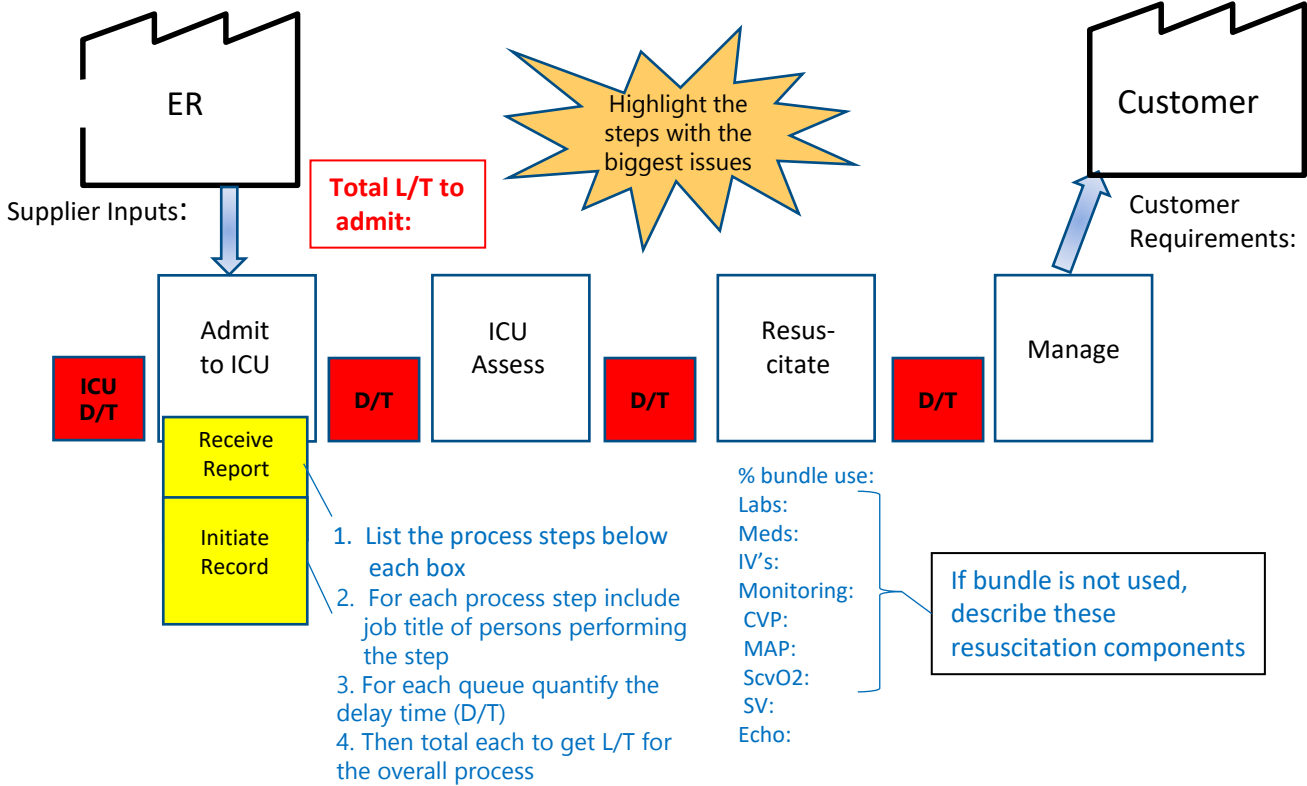 ER
Highlight the
steps with the
biggest issues
Customer
Supplier Inputs:
Total L/T to
admit:
Customer
Requirements:
ICU
D/T
Admit
to ICU
D/T
ICU
Assess
D/T
Resus-
citate
D/T
Manage
Receive
Report
Initiate
Record
1. List the process steps below
each box
2. For each process step include
job title of persons performing
the step
3. For each queue quantify the
delay time (D/T)
4. Then total each to get L/T for
the overall process
% bundle use:
Labs:
Meds:
IV's:
Monitoring:
CVP:
MAP:
ScvO2:
SV:
Echo:
If bundle is not used,
describe these
resuscitation components